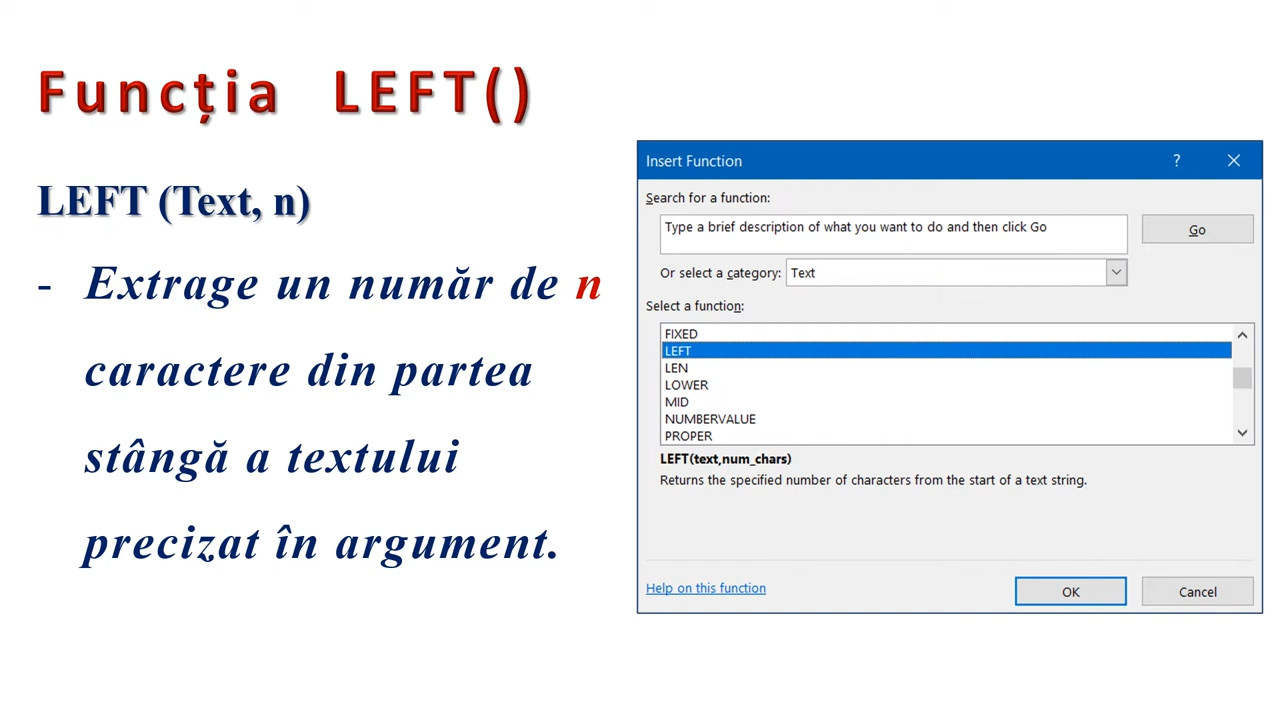 Funcția LEFT()
LEFT (Text, n)
- Extrage un număr de n
caractere din partea
stângă a textului
precizat în argument.
Insert Function
?
Search for a function:
Type a brief description of what you want to do and then click Go
Go
Or select a category: Text
Select a function:
FIXED
LEFT
LEN
LOWER
MID
NUMBERVALUE
PROPER
LEFT(text,num_chars)
Returns the specified number of characters from the start of a text string.
Help on this function
OK
Cancel